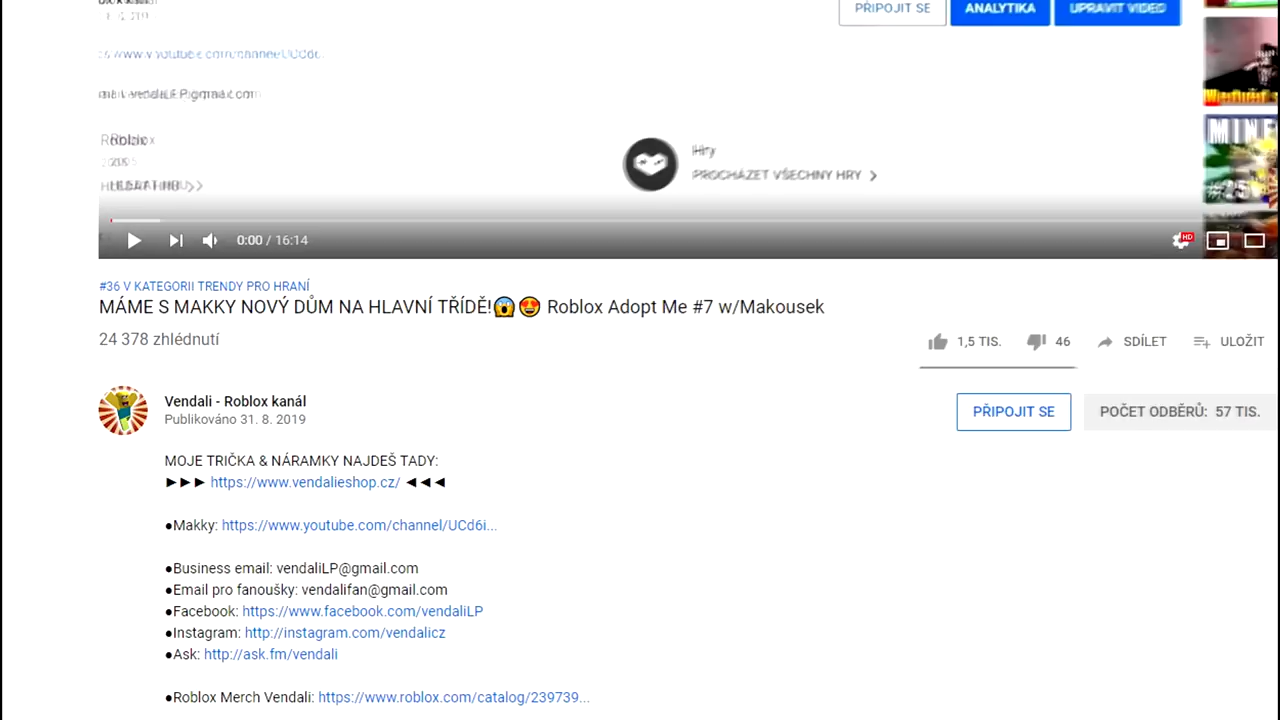 PŘIPOJIT SE
ANALYTIKA
UPRAVIT VIDEO
Roblox
Hry
PROCHÁZET VŠECHNY HRY
0:00 / 16:14
HD
#36 V KATEGORII TRENDY PRO HRANÍ
MÁME S MAKKY NOVÝ DŮM NA HLAVNÍ TŘÍDĚ!😱😍 Roblox Adopt Me #7 w/Makousek
24 378 zhlédnutí
1,5 TIS.
46
SDÍLET
ULOŽIT
Vendali - Roblox kanál
Publikováno 31. 8. 2019
PŘIPOJIT SE
POČET ODBĚRŮ: 57 TIS.
MOJE TRIČKA & NÁRAMKY NAJDEŠ TADY:
►►► https://www.vendalieshop.cz/ ◄◄◄
●Makky: https://www.youtube.com/channel/UCd6i...
●Business email: vendaliLP@gmail.com
●Email pro fanoušky: vendalifan@gmail.com
●Facebook: https://www.facebook.com/vendaliLP
●Instagram: http://instagram.com/vendalicz
●Ask: http://ask.fm/vendali
●Roblox Merch Vendali: https://www.roblox.com/catalog/239739...